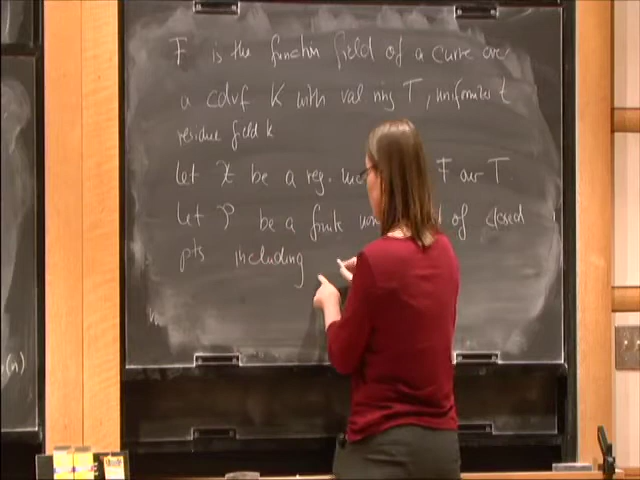 F is the function field of a curve over
a cdvf K with val ring T, uniformizer t
residue field k
let X be a reg. F over T
let P be a finite of closed
pts including
(n)